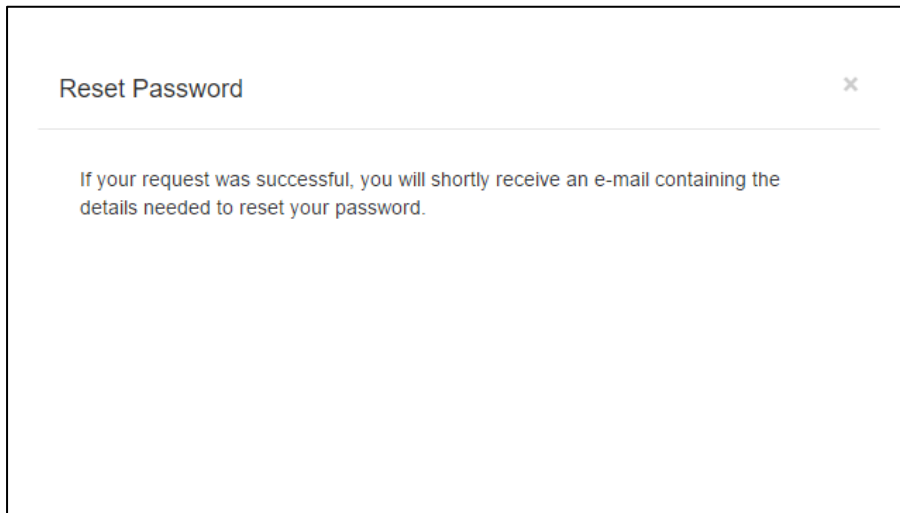 Reset Password
If your request was successful, you will shortly receive an e-mail containing the
details needed to reset your password.